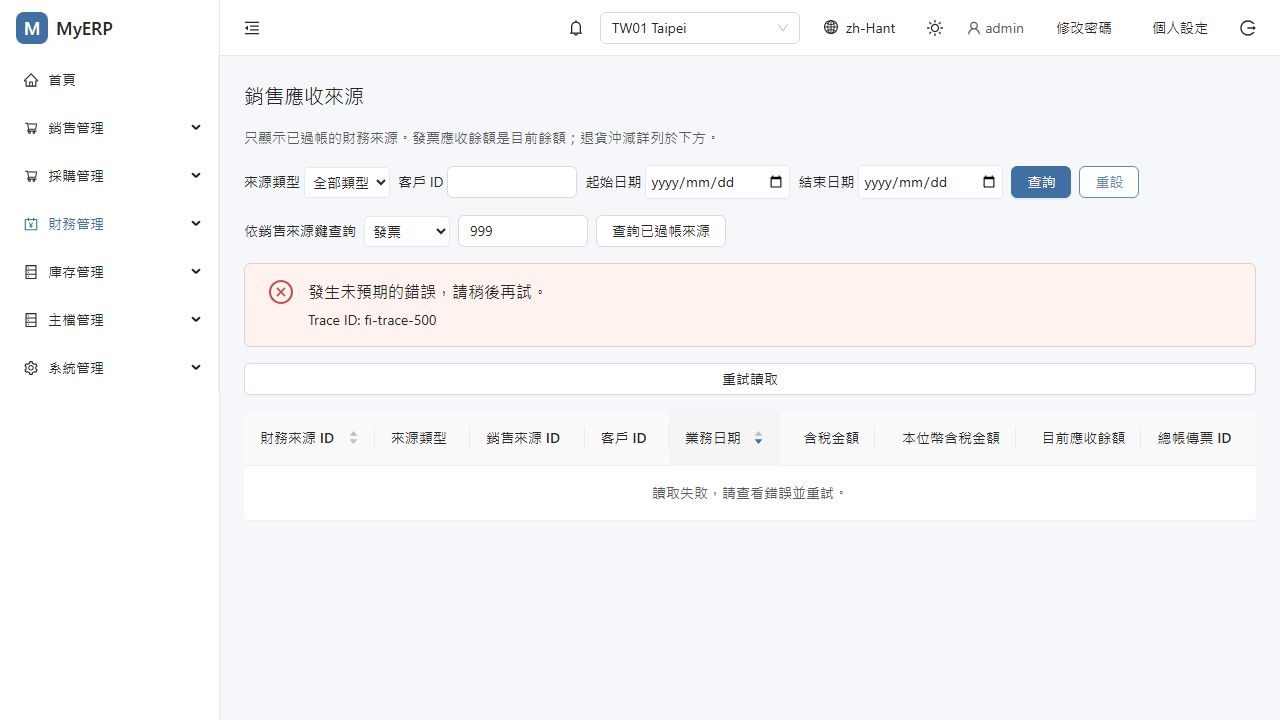 M MyERP
TW01 Taipei
zh-Hant
admin
修改密碼
個人設定
首頁
銷售管理
採購管理
財務管理
庫存管理
主檔管理
系統管理
銷售應收來源
只顯示已過帳的財務來源。發票應收餘額是目前餘額；退貨沖減詳列於下方。
來源類型 全部類型 客戶 ID 起始日期 yyyy/mm/dd 結束日期 yyyy/mm/dd 查詢 重設
依銷售來源鍵查詢 發票 999 查詢已過帳來源
發生未預期的錯誤，請稍後再試。
Trace ID: fi-trace-500
重試讀取
財務來源 ID 來源類型 銷售來源 ID 客戶 ID 業務日期 含稅金額 本位幣含稅金額 目前應收餘額 總帳傳票 ID
讀取失敗，請查看錯誤並重試。